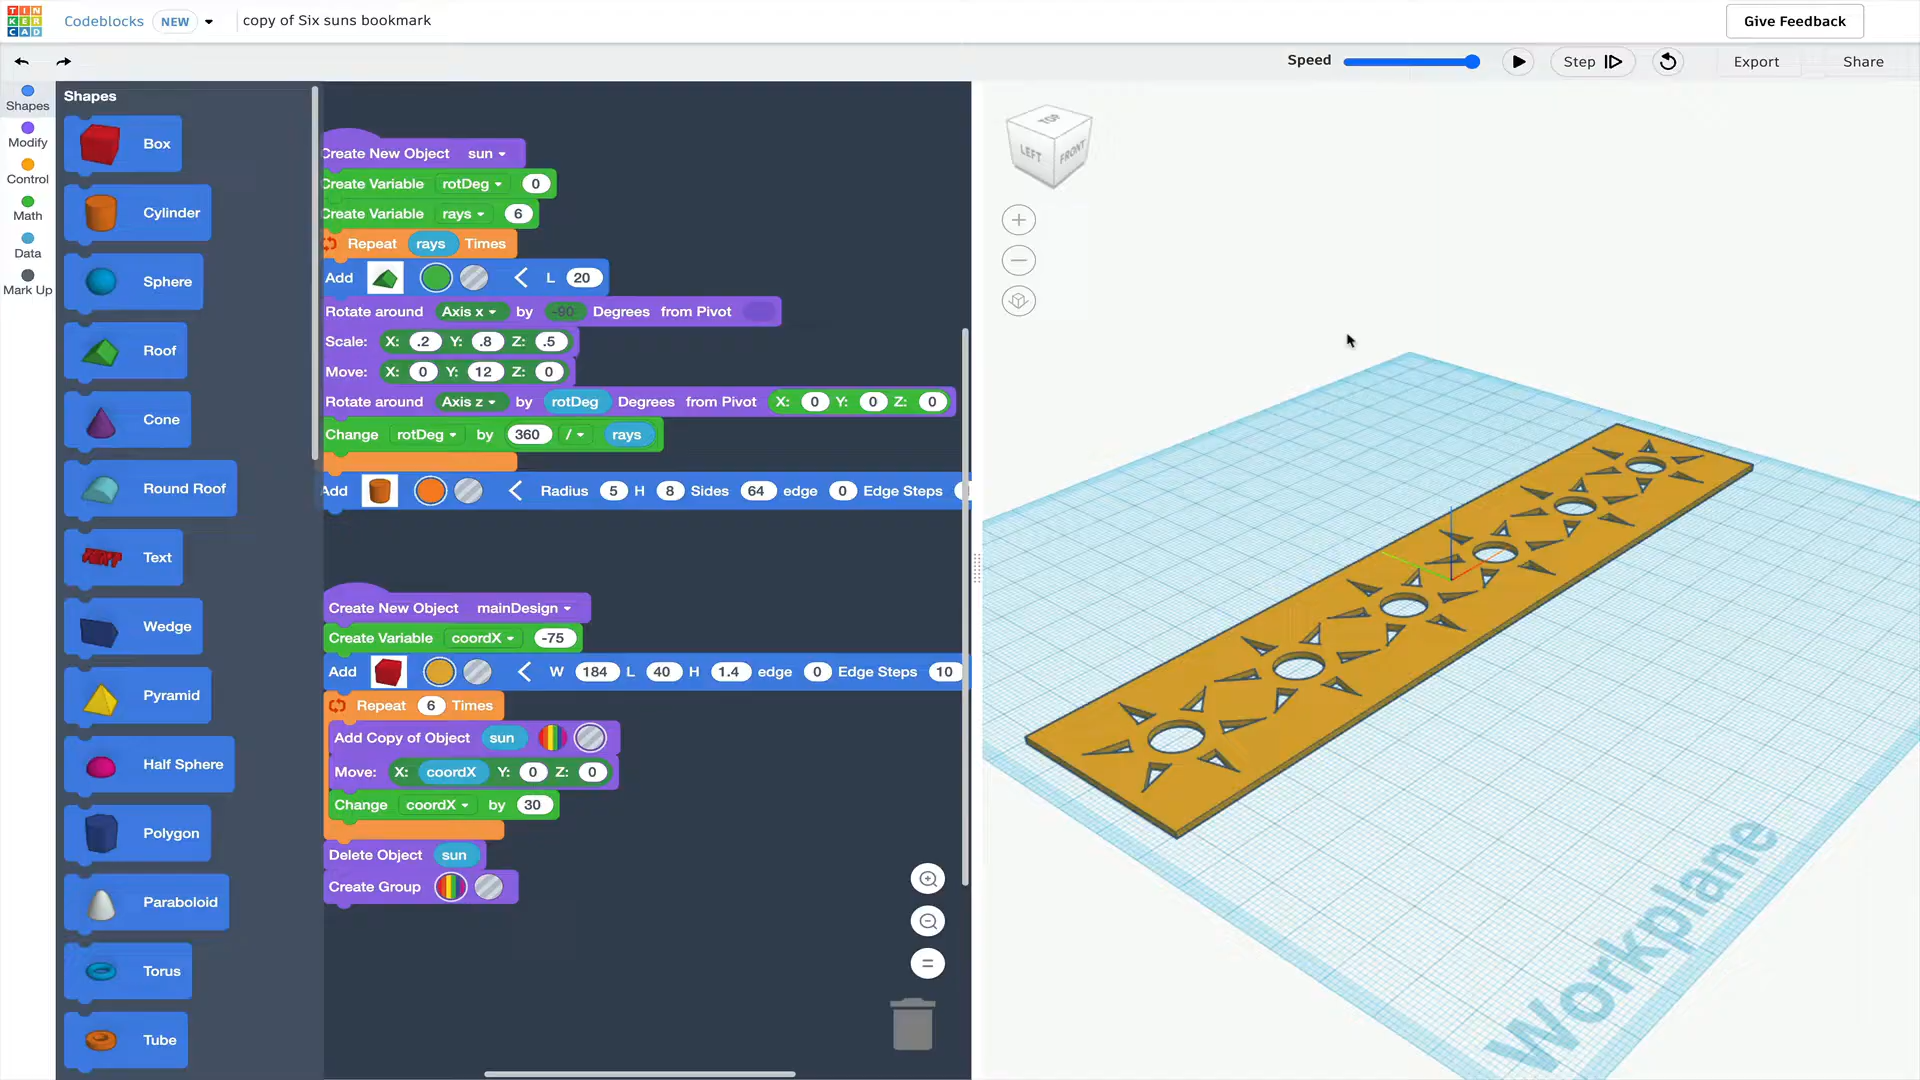 TIN
KER
CAD
Codeblocks NEW copy of Six suns bookmark Give Feedback
Speed Step Export Share
Shapes
Modify
Control
Math
Data
Mark Up
Shapes
Box
Cylinder
Sphere
Roof
Cone
Round Roof
Text
Wedge
Pyramid
Half Sphere
Polygon
Paraboloid
Torus
Tube
Create New Object sun
Create Variable rotDeg 0
Create Variable rays 6
Repeat rays Times
Add L 20
Rotate around Axis x by -90 Degrees from Pivot
Scale: X: .2 Y: .8 Z: .5
Move: X: 0 Y: 12 Z: 0
Rotate around Axis z by rotDeg Degrees from Pivot X: 0 Y: 0 Z: 0
Change rotDeg by 360 / rays
Add Radius 5 H 8 Sides 64 edge 0 Edge Steps
Create New Object mainDesign
Create Variable coordX -75
Add W 184 L 40 H 1.4 edge 0 Edge Steps 10
Repeat 6 Times
Add Copy of Object sun
Move: X: coordX Y: 0 Z: 0
Change coordX by 30
Delete Object sun
Create Group
TOP
LEFT FRONT
Workplane